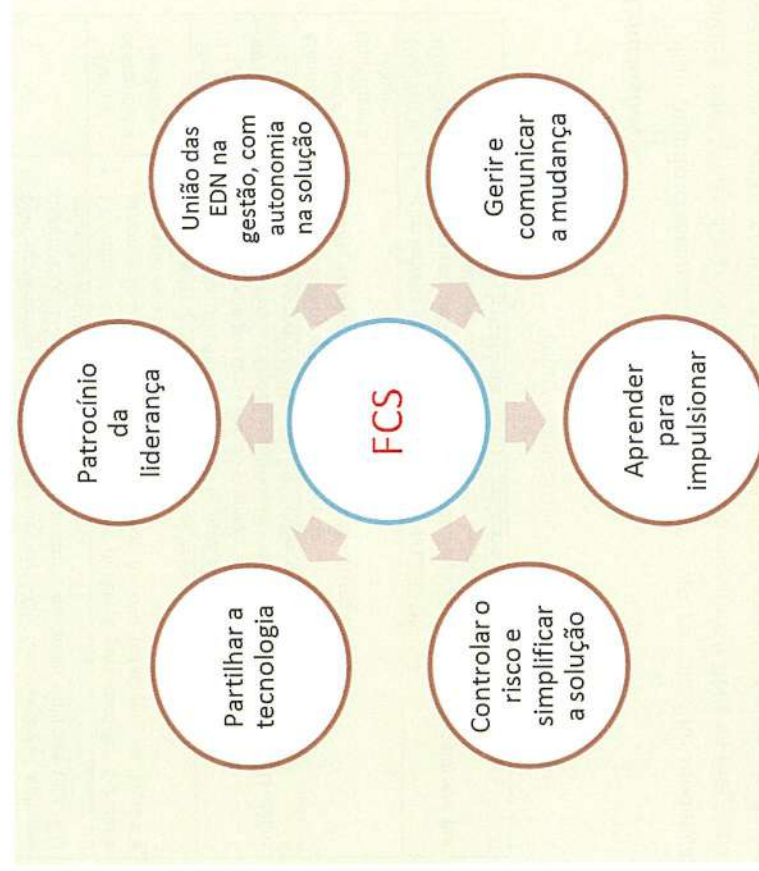 Patrocínio
da
liderança
Partilhar a
tecnologia
União das
EDN na
gestão, com
autonomia
na solução
FCS
Controlar o
risco e
simplificar
a solução
Gerir e
comunicar
a mudança
Aprender
para
impulsionar